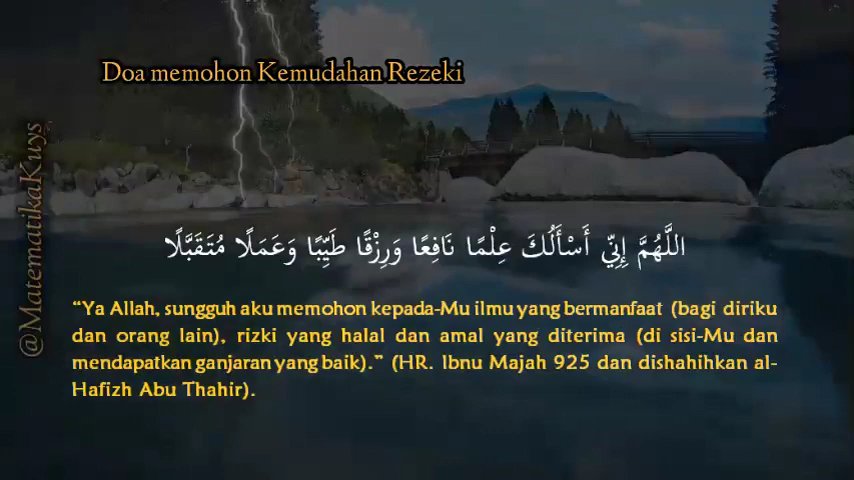 Doa memohon Kemudahan Rezeki
@MatematikaKuys
اللَّهُمَّ إِنِّي أَسْأَلُكَ عِلْمًا نَافِعًا وَرِزْقًا طَيِّبًا وَعَمَلًا مُتَقَبَّلًا
“Ya Allah, sungguh aku memohon kepada-Mu ilmu yang bermanfaat (bagi diriku
dan orang lain), rizki yang halal dan amal yang diterima (di sisi-Mu dan
mendapatkan ganjaran yang baik).” (HR. Ibnu Majah 925 dan dishahihkan al-
Hafizh Abu Thahir).